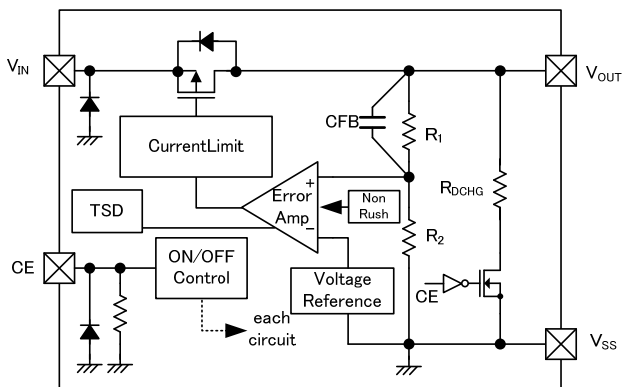 VIN
VOUT
CFB
R1
CurrentLimit
RDCHG
+
Error
Amp
−
Non
Rush
TSD
R2
CE
ON/OFF
Control
Voltage
Reference
CE
each
circuit
VSS